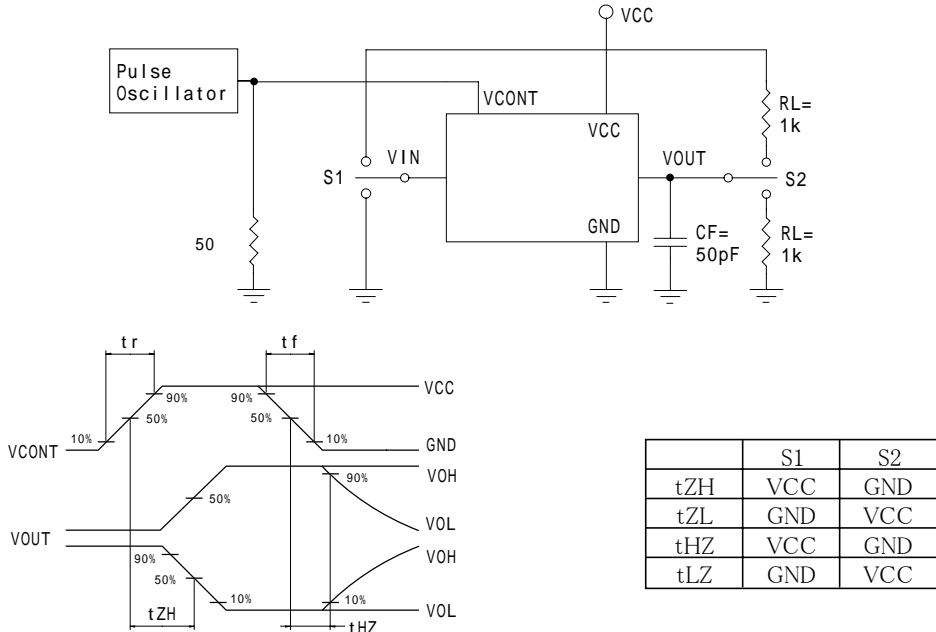 VCC
Pulse
Oscillator
VCONT
RL=
1k
VCC
VIN
VOUT
S1
S2
GND
50
CF=
50pF
RL=
1k
tr
tf
VCC
90%
90%
50%
50%
10%
10%
VCONT
GND
VOH
90%
50%
VOL
VOUT
VOH
90%
50%
10%
10%
VOL
tZH
tHZ
S1 S2
tZH VCC GND
tZL GND VCC
tHZ VCC GND
tLZ GND VCC